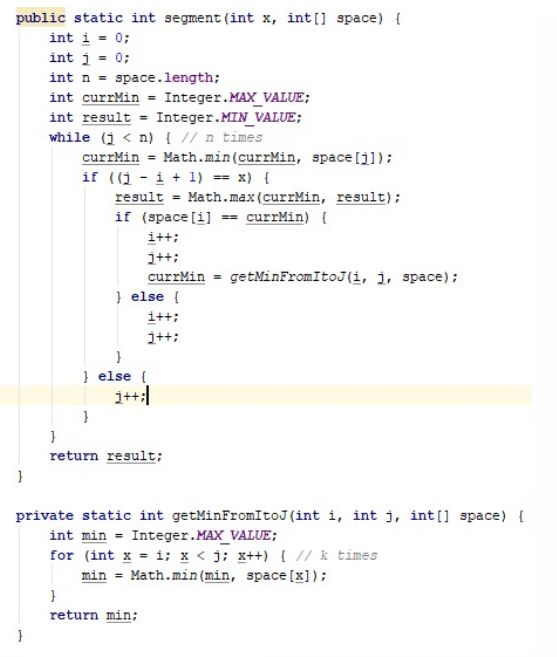 public static int segment(int x, int[] space) {
    int i = 0;
    int j = 0;
    int n = space.length;
    int currMin = Integer.MAX_VALUE;
    int result = Integer.MIN_VALUE;
    while (j < n) { // n times
        currMin = Math.min(currMin, space[j]);
        if ((j - i + 1) == x) {
            result = Math.max(currMin, result);
            if (space[i] == currMin) {
                i++;
                j++;
                currMin = getMinFromItoJ(i, j, space);
            } else {
                i++;
                j++;
            }
        } else {
            j++;
        }
    }
    return result;
}

private static int getMinFromItoJ(int i, int j, int[] space) {
    int min = Integer.MAX_VALUE;
    for (int x = i; x < j; x++) { // k times
        min = Math.min(min, space[x]);
    }
    return min;
}